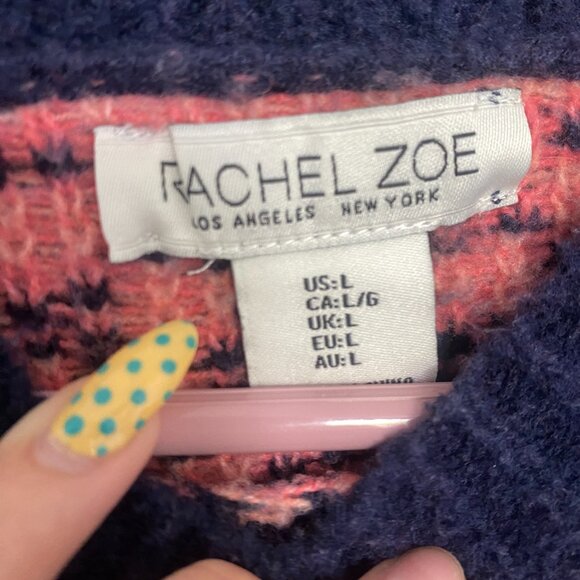 RACHEL ZOE
LOS ANGELES NEW YORK
US: L
CA: L/G
UK: L
EU: L
AU: L